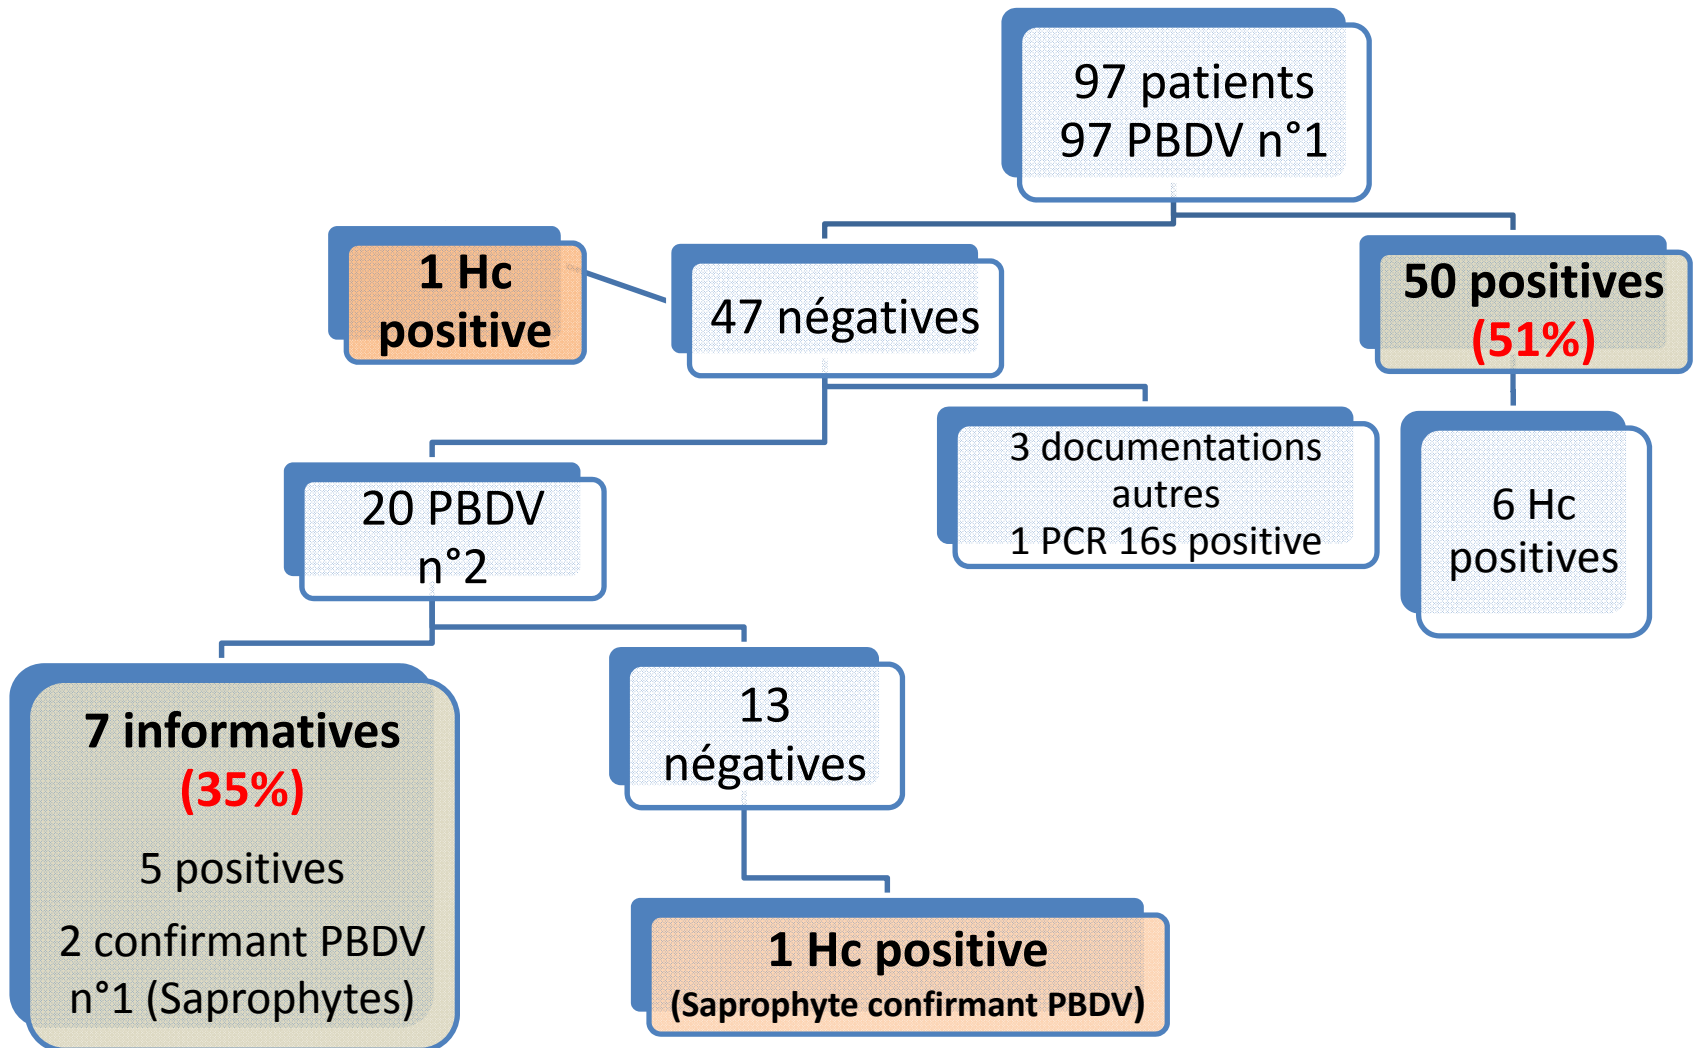 97 patients
97 PBDV n°1
1 Hc
positive
47 négatives
50 positives
(51%)
3 documentations
autres
1 PCR 16s positive
6 Hc
positives
20 PBDV
n°2
7 informatives
(35%)
5 positives
2 confirmant PBDV
n°1 (Saprophytes)
13
négatives
1 Hc positive
(Saprophyte confirmant PBDV)